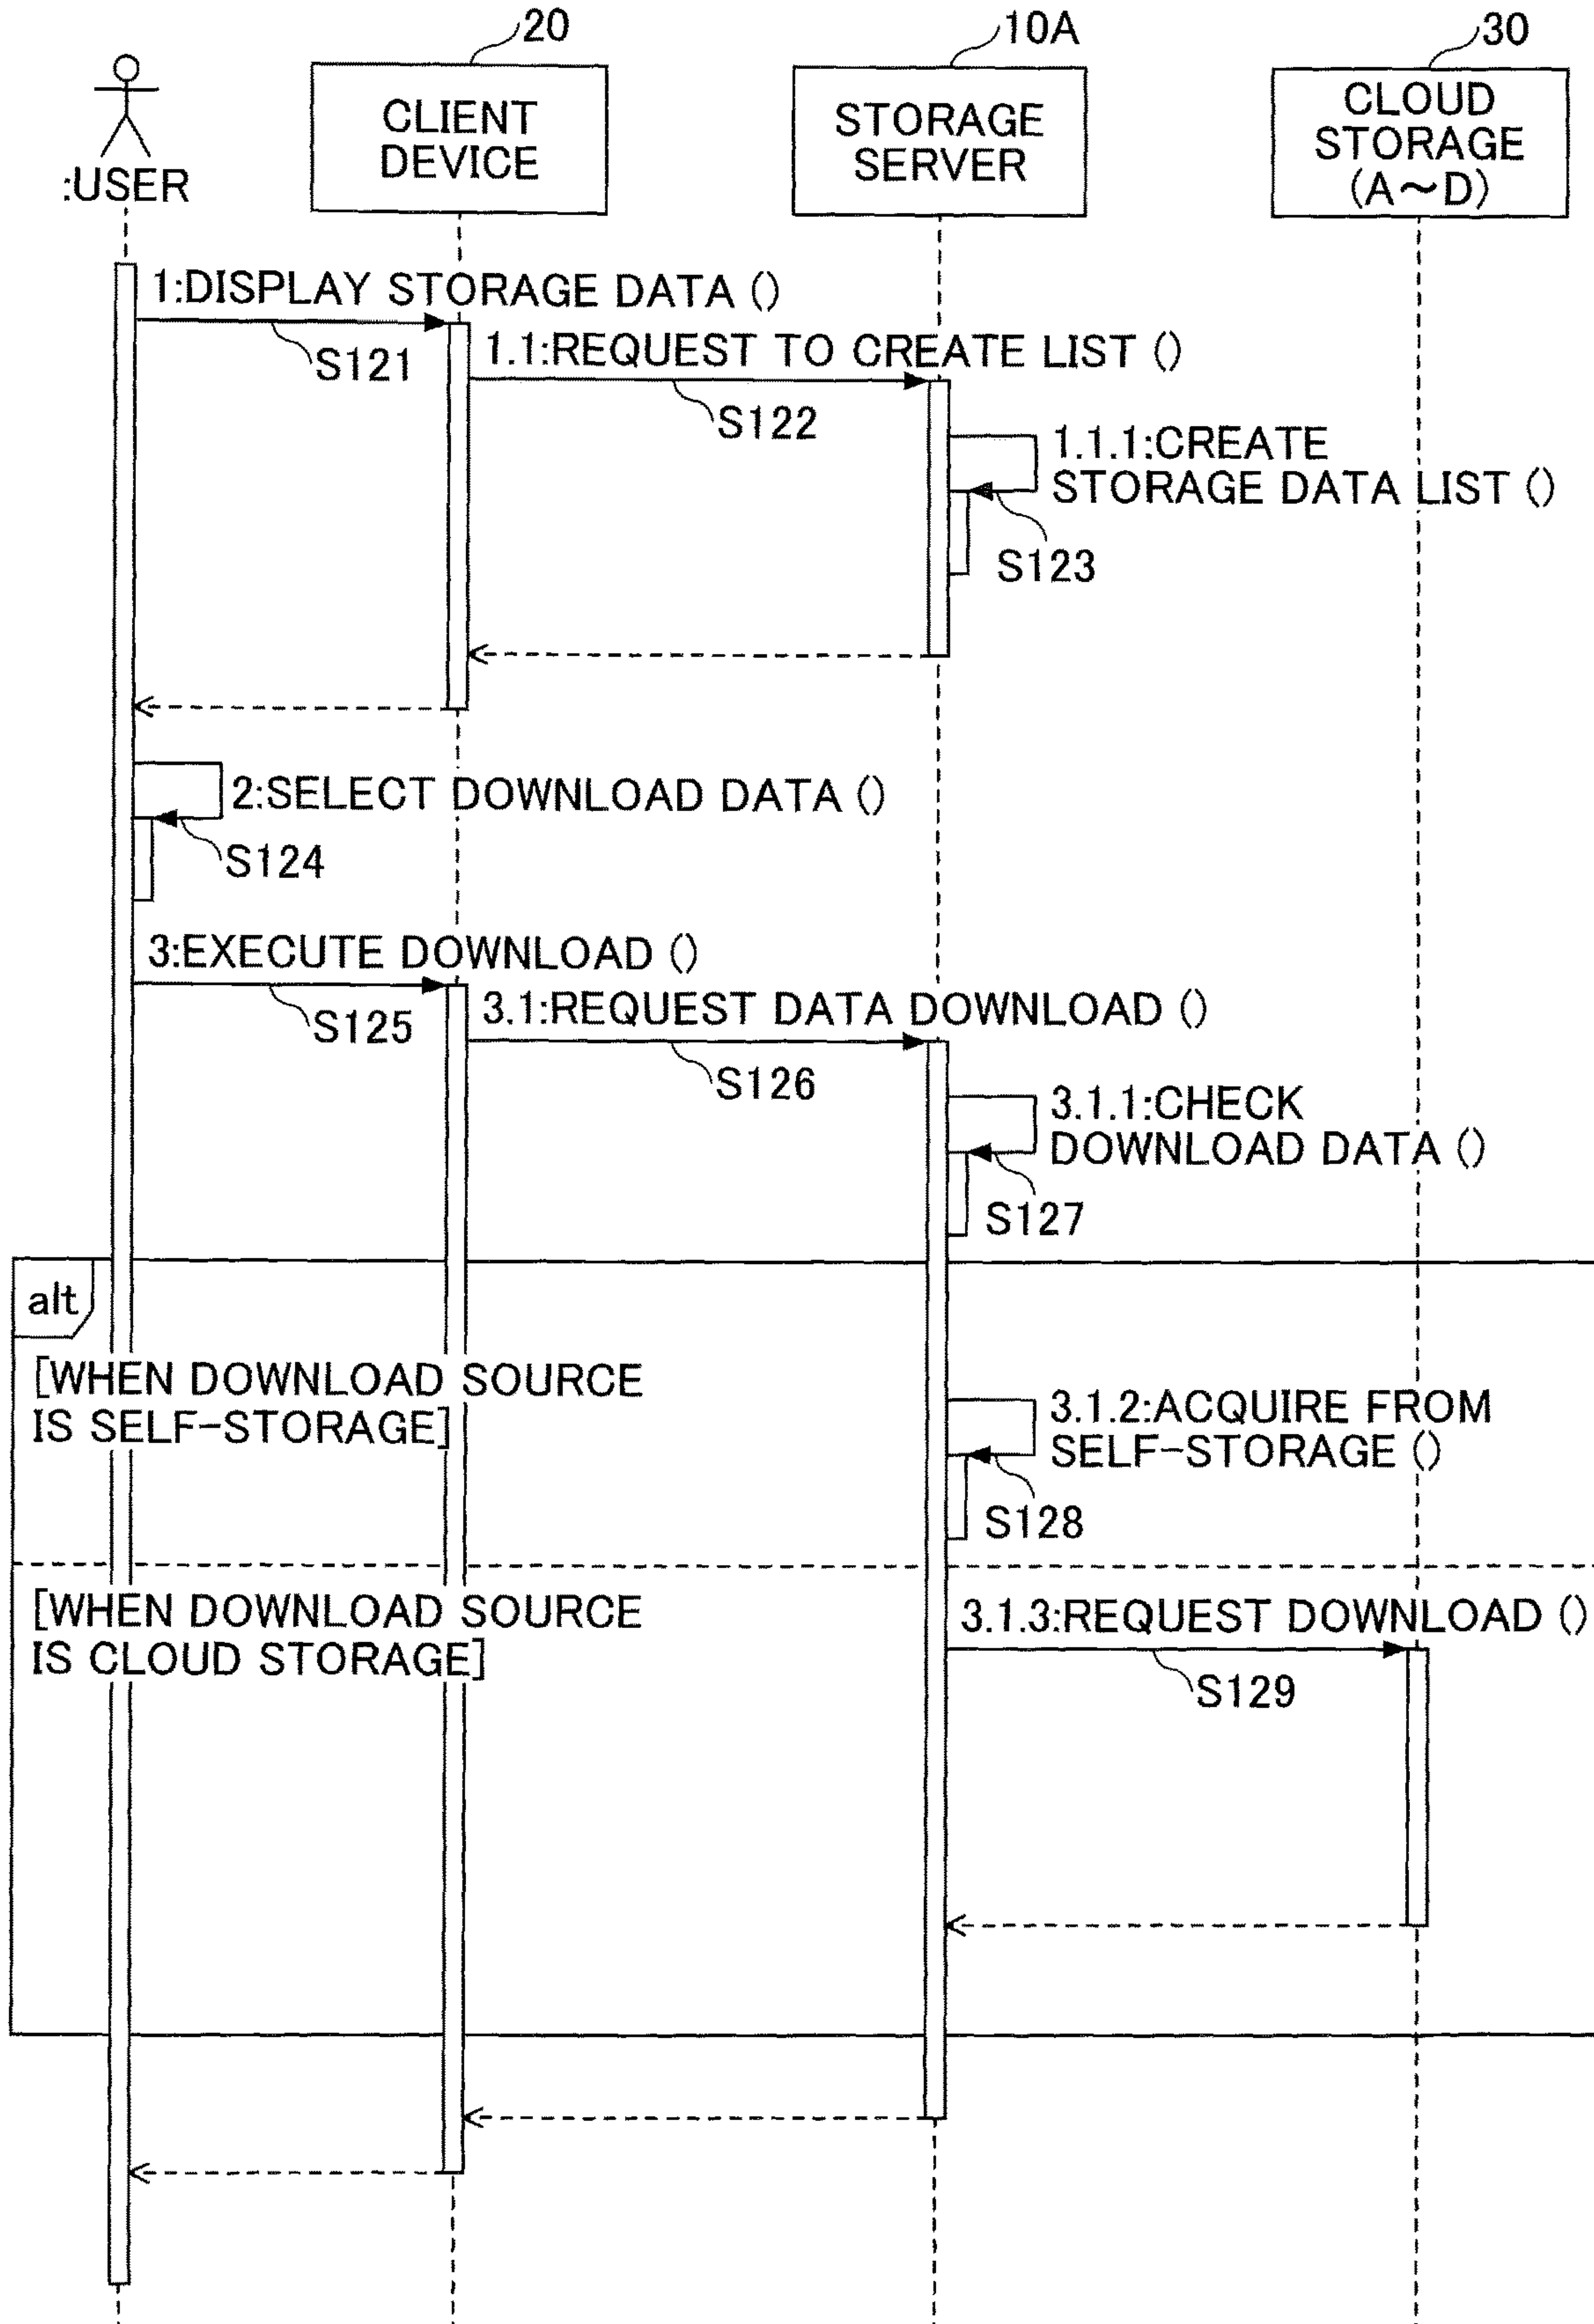 20
10A
30
CLIENT
DEVICE
STORAGE
SERVER
CLOUD
STORAGE
(A～D)
:USER
1:DISPLAY STORAGE DATA ()
S121
1.1:REQUEST TO CREATE LIST ()
S122
1.1.1:CREATE
STORAGE DATA LIST ()
S123
2:SELECT DOWNLOAD DATA ()
S124
3:EXECUTE DOWNLOAD ()
S125
3.1:REQUEST DATA DOWNLOAD ()
S126
3.1.1:CHECK
DOWNLOAD DATA ()
S127
alt
[WHEN DOWNLOAD SOURCE
IS SELF-STORAGE]
3.1.2:ACQUIRE FROM
SELF-STORAGE ()
S128
[WHEN DOWNLOAD SOURCE
IS CLOUD STORAGE]
3.1.3:REQUEST DOWNLOAD ()
S129